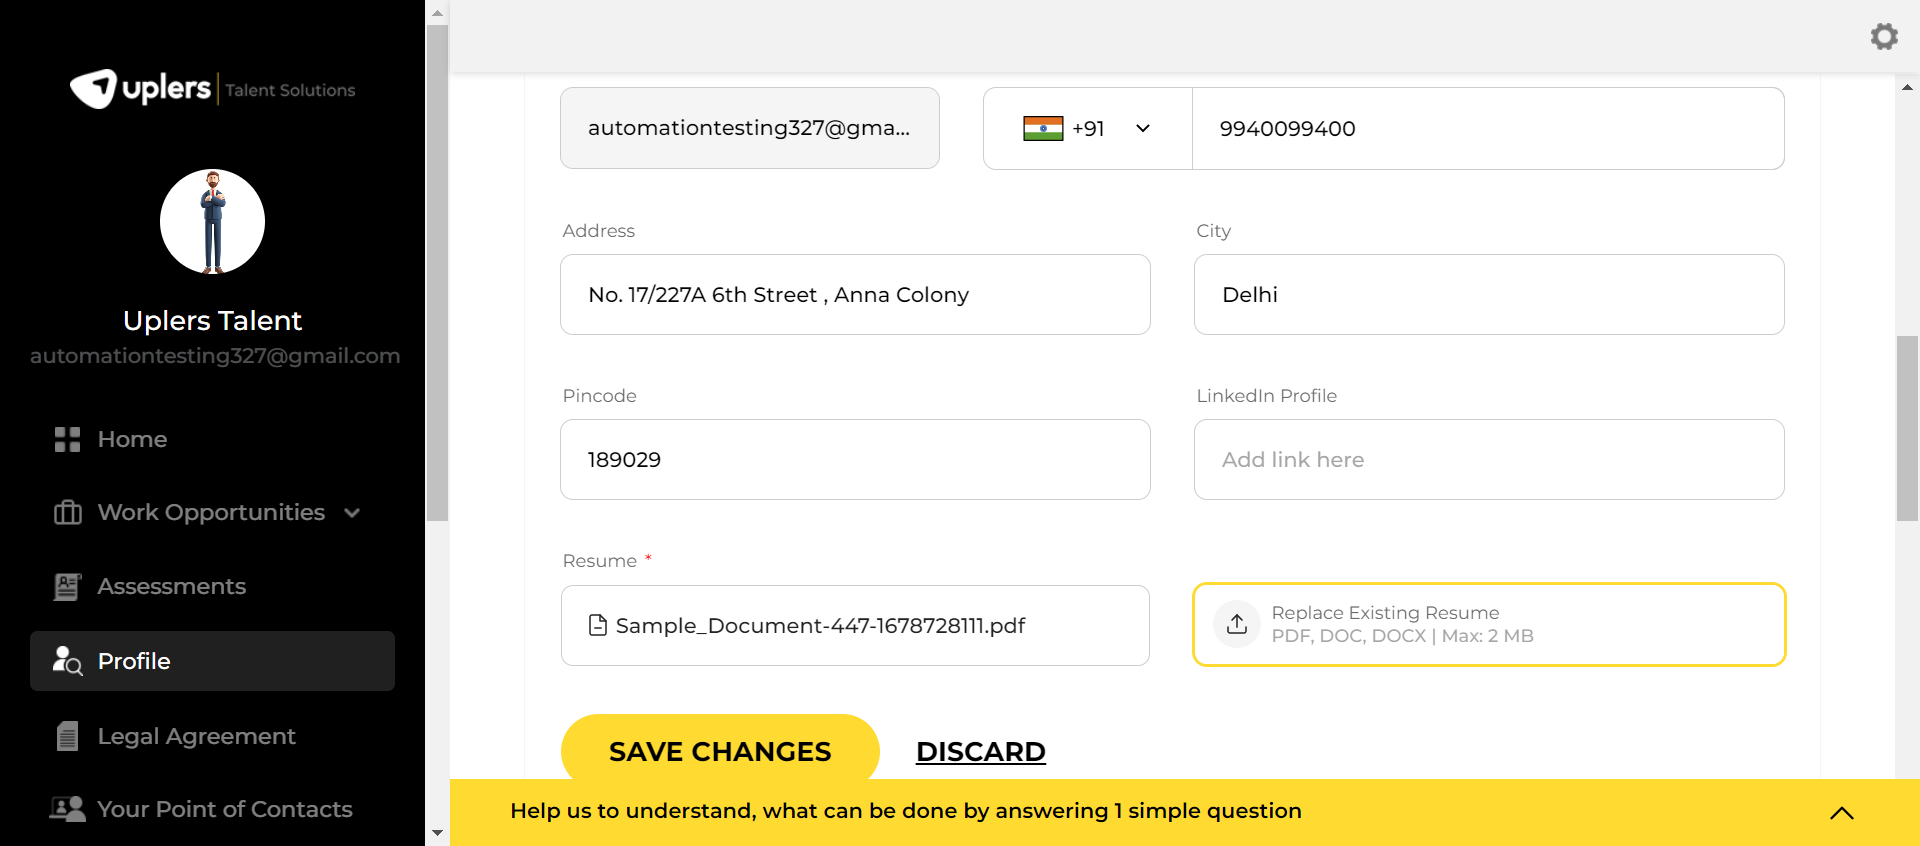 uplers | Talent Solutions
Uplers Talent
automationtesting327@gmail.com
Home
Work Opportunities
Assessments
Profile
Legal Agreement
Your Point of Contacts
automationtesting327@gma...
+91
9940099400
Address
City
No. 17/227A 6th Street , Anna Colony
Delhi
Pincode
LinkedIn Profile
189029
Add link here
Resume *
Sample_Document-447-1678728111.pdf
Replace Existing Resume
PDF, DOC, DOCX | Max: 2 MB
SAVE CHANGES
DISCARD
Help us to understand, what can be done by answering 1 simple question